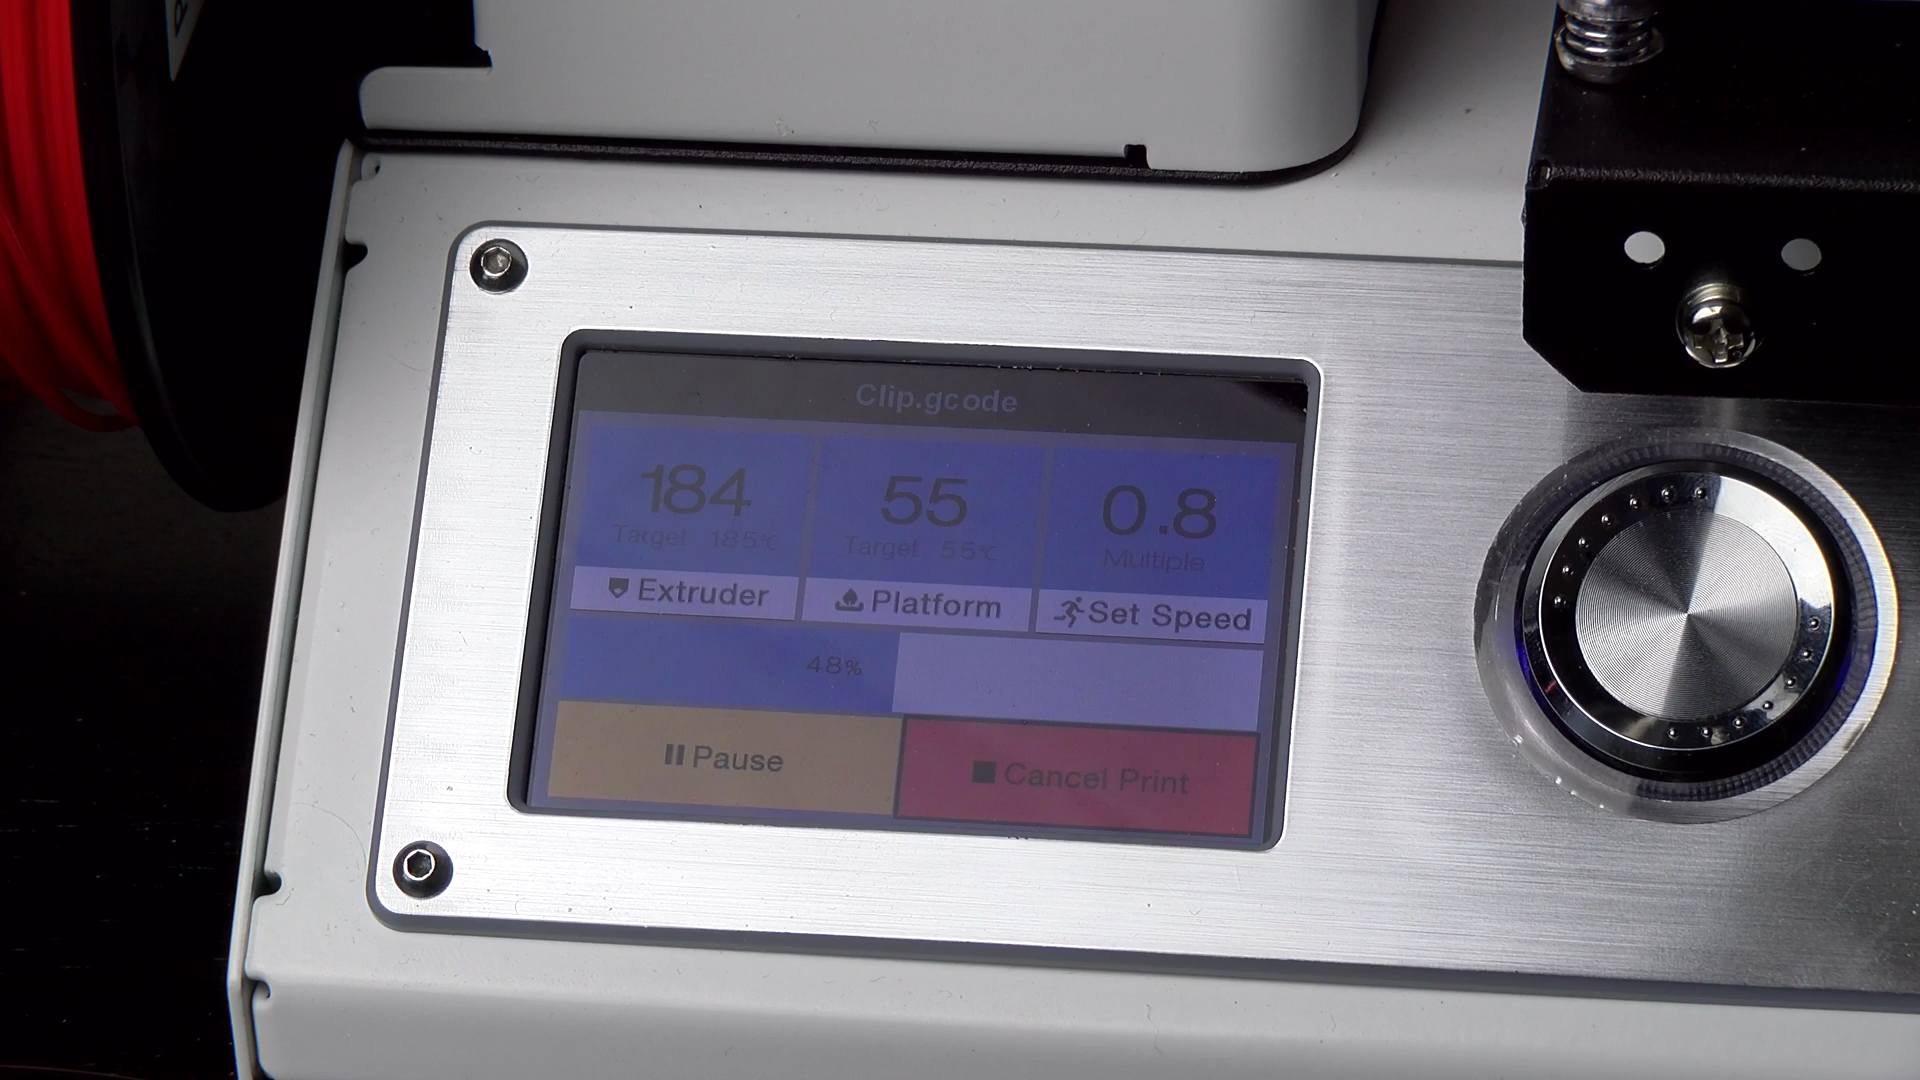 Clip.gcode
184 55 0.8
Target 185℃ Target 55℃ Multiple
Extruder Platform Set Speed
48%
Pause Cancel Print